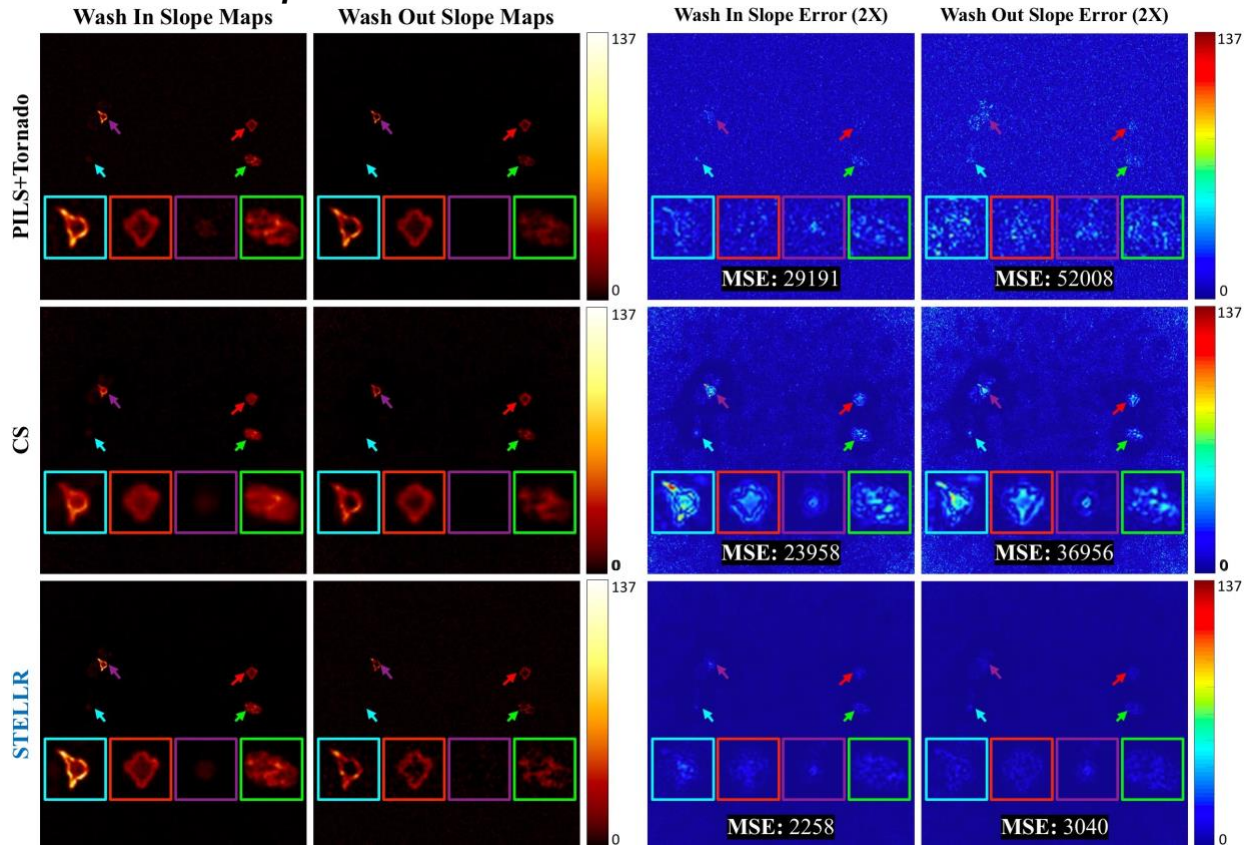 Wash In Slope Maps
Wash Out Slope Maps
Wash In Slope Error (2X)
Wash Out Slope Error (2X)
PILS+Tornado
137
0
MSE: 29191
MSE: 52008
137
0
CS
137
0
MSE: 23958
MSE: 36956
137
0
STELLR
137
0
MSE: 2258
MSE: 3040
137
0